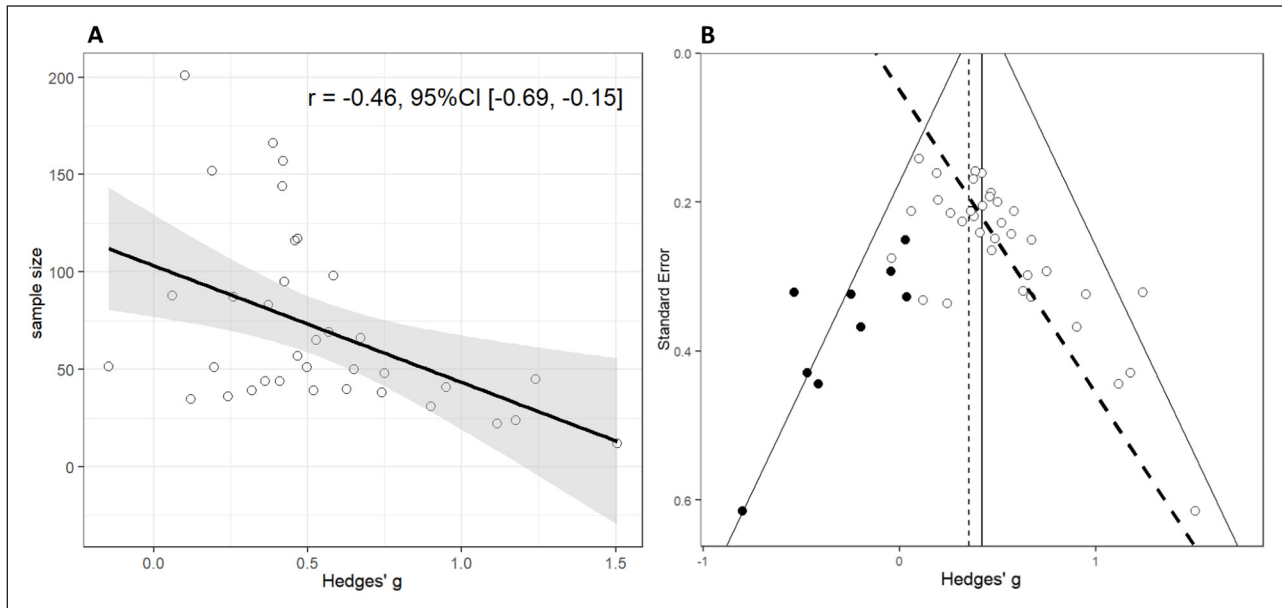 A
r = -0.46, 95%CI [-0.69, -0.15]
200
150
100
50
0
sample size
0.0
0.5
1.0
1.5
Hedges' g
B
0.0
0.2
0.4
0.6
Standard Error
-1
0
1
Hedges' g